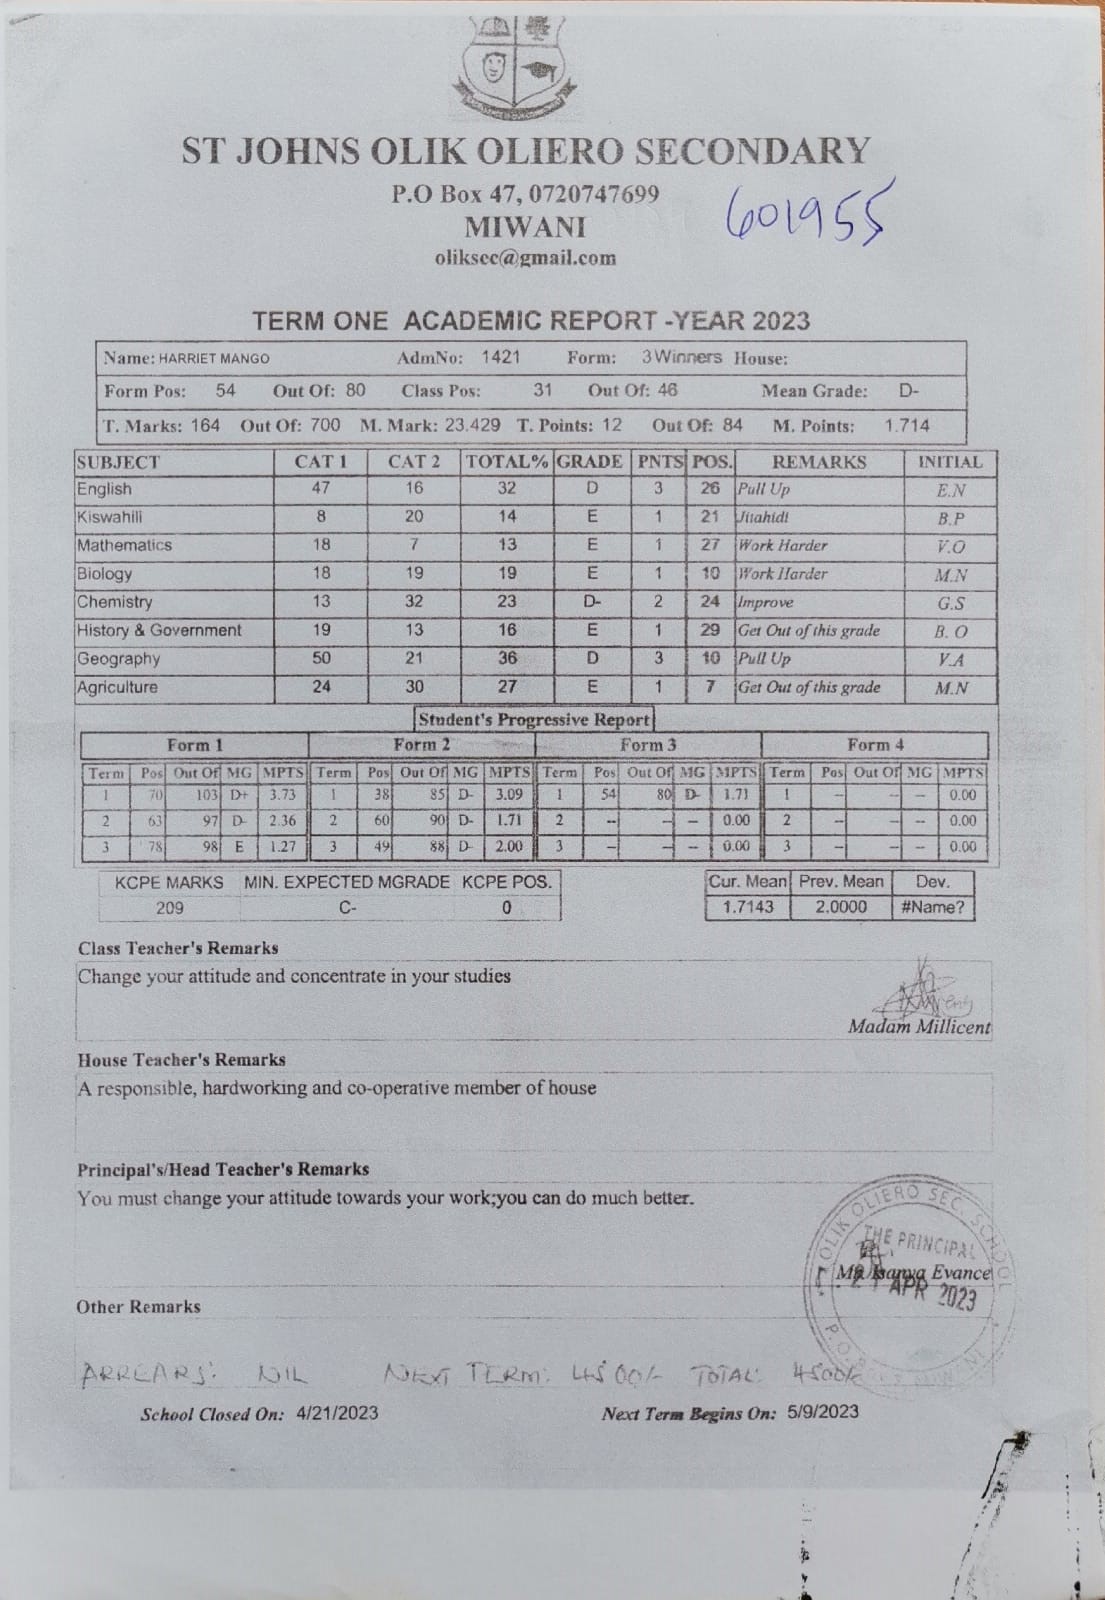 ST JOHNS OLIK OLIERO SECONDARY
P.O Box 47, 0720747699
601955
MIWANI
oliksec@gmail.com
TERM ONE ACADEMIC REPORT -YEAR 2023
Name: HARRIET MANGO AdmNo: 1421 Form: 3 Winners House:
Form Pos: 54 Out Of: 80 Class Pos: 31 Out Of: 46 Mean Grade: D-
T. Marks: 164 Out Of: 700 M. Mark: 23.429 T. Points: 12 Out Of: 84 M. Points: 1.714
SUBJECT CAT 1 CAT 2 TOTAL% GRADE PNTS POS. REMARKS INITIAL
English 47 16 32 D 3 26 Pull Up E.N
Kiswahili 8 20 14 E 1 21 Jitahidi B.P
Mathematics 18 7 13 E 1 27 Work Harder V.O
Biology 18 19 19 E 1 10 Work Harder M.N
Chemistry 13 32 23 D- 2 24 Improve G.S
History & Government 19 13 16 E 1 29 Get Out of this grade B. O
Geography 50 21 36 D 3 10 Pull Up V.A
Agriculture 24 30 27 E 1 7 Get Out of this grade M.N
Student's Progressive Report
Form 1 Form 2 Form 3 Form 4
Term Pos Out Of MG MPTS Term Pos Out Of MG MPTS Term Pos Out Of MG MPTS Term Pos Out Of MG MPTS
1 70 103 D+ 3.73 1 38 85 D- 3.09 1 54 80 D- 1.71 1 -- -- -- 0.00
2 63 97 D- 2.36 2 60 90 D- 1.71 2 -- -- -- 0.00 2 -- -- -- 0.00
3 78 98 E 1.27 3 49 88 D- 2.00 3 -- -- -- 0.00 3 -- -- -- 0.00
KCPE MARKS MIN. EXPECTED MGRADE KCPE POS. Cur. Mean Prev. Mean Dev.
209 C- 0 1.7143 2.0000 #Name?
Class Teacher's Remarks
Change your attitude and concentrate in your studies
Madam Millicent
House Teacher's Remarks
A responsible, hardworking and co-operative member of house
Principal's/Head Teacher's Remarks
You must change your attitude towards your work;you can do much better.
OLIK OLIERO SEC. SCHOOL
THE PRINCIPAL
Evance
21 APR 2023
Other Remarks
ARREARS: NIL NEXT TERM: 4500/- TOTAL: 4500/-
School Closed On: 4/21/2023 Next Term Begins On: 5/9/2023